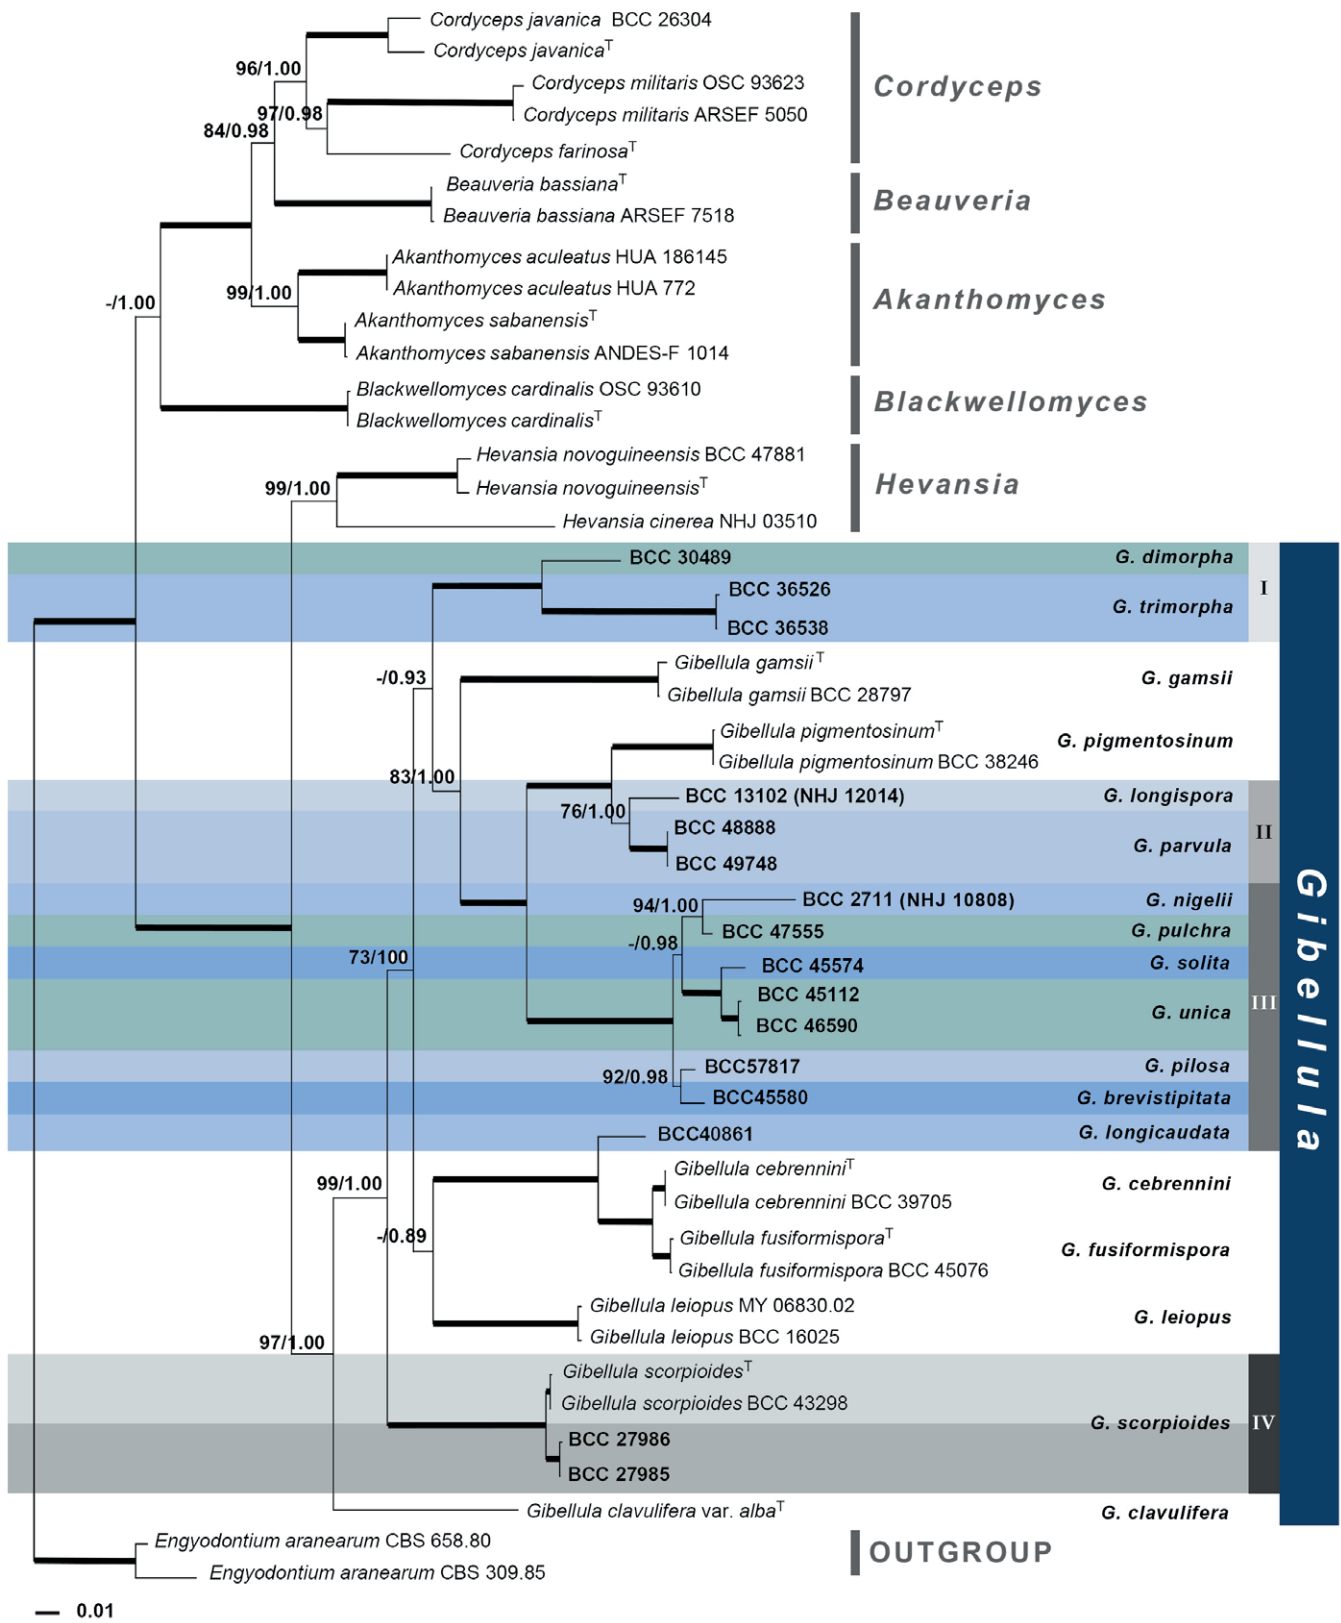 Cordyceps javanica BCC 26304
Cordyceps javanicaT
96/1.00
Cordyceps militaris OSC 93623
Cordyceps
97/0.98
Cordyceps militaris ARSEF 5050
84/0.98
Cordyceps farinosaT
Beauveria bassianaT
Beauveria
Beauveria bassiana ARSEF 7518
Akanthomyces aculeatus HUA 186145
Akanthomyces aculeatus HUA 772
99/1.00
Akanthomyces
-/1.00
Akanthomyces sabanensisT
Akanthomyces sabanensis ANDES-F 1014
Blackwellomyces cardinalis OSC 93610
Blackwellomyces
Blackwellomyces cardinalisT
Hevansia novoguineensis BCC 47881
99/1.00
Hevansia novoguineensisT
Hevansia
Hevansia cinerea NHJ 03510
BCC 30489
G. dimorpha
I
BCC 36526
G. trimorpha
BCC 36538
Gibellula gamsiiT
-/0.93
G. gamsii
Gibellula gamsii BCC 28797
Gibellula pigmentosinumT
G. pigmentosinum
Gibellula pigmentosinum BCC 38246
83/1.00
BCC 13102 (NHJ 12014)
G. longispora
76/1.00
BCC 48888
II
G. parvula
BCC 49748
Gibellula
94/1.00
BCC 2711 (NHJ 10808)
G. nigelii
BCC 47555
G. pulchra
-/0.98
73/100
BCC 45574
G. solita
BCC 45112
III
G. unica
BCC 46590
BCC57817
G. pilosa
92/0.98
BCC45580
G. brevistipitata
BCC40861
G. longicaudata
Gibellula cebrenniniT
99/1.00
G. cebrennini
Gibellula cebrennini BCC 39705
-/0.89
Gibellula fusiformisporaT
G. fusiformispora
Gibellula fusiformispora BCC 45076
Gibellula leiopus MY 06830.02
G. leiopus
97/1.00
Gibellula leiopus BCC 16025
Gibellula scorpioidesT
Gibellula scorpioides BCC 43298
G. scorpioides
IV
BCC 27986
BCC 27985
Gibellula clavulifera var. albaT
G. clavulifera
Engyodontium aranearum CBS 658.80
OUTGROUP
Engyodontium aranearum CBS 309.85
0.01